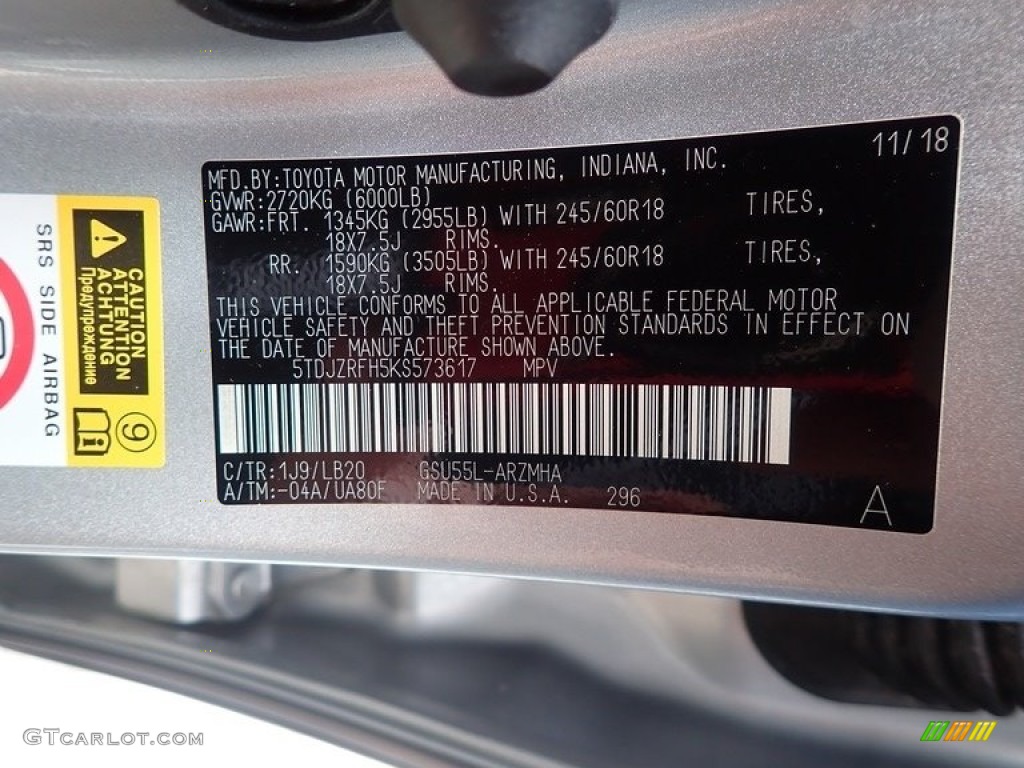 11/18
MFD.BY:TOYOTA MOTOR MANUFACTURING, INDIANA, INC.
GVWR:2720KG (6000LB)
GAWR:FRT. 1345KG (2955LB) WITH 245/60R18 TIRES,
18X7.5J RIMS.
RR. 1590KG (3505LB) WITH 245/60R18 TIRES,
18X7.5J RIMS.
THIS VEHICLE CONFORMS TO ALL APPLICABLE FEDERAL MOTOR
VEHICLE SAFETY AND THEFT PREVENTION STANDARDS IN EFFECT ON
THE DATE OF MANUFACTURE SHOWN ABOVE.
5TDJZRFH5KS573617 MPV
C/TR:1J9/LB20 GSU55L-ARZMHA
A/TM:-04A/UA80F MADE IN U.S.A. 296
A
CAUTION
ATTENTION
ACHTUNG
Предупреждение
9
SRS SIDE AIRBAG
GTCarLot.com